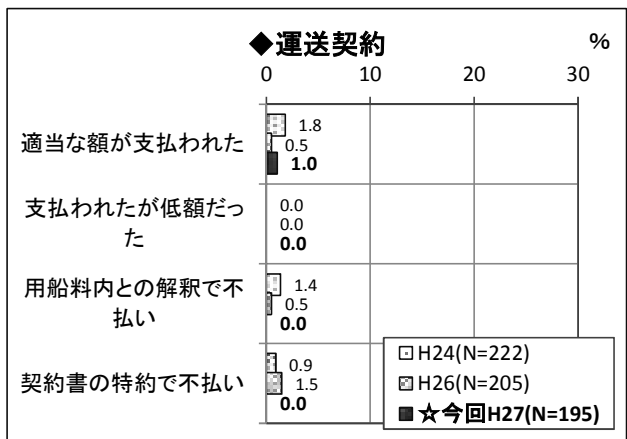 ◆運送契約 %
0 10 20 30
適当な額が支払われた
1.8
0.5
1.0
支払われたが低額だっ
た
0.0
0.0
0.0
用船料内との解釈で不
払い
1.4
0.5
0.0
契約書の特約で不払い
0.9
1.5
0.0
H24(N=222)
H26(N=205)
☆今回H27(N=195)